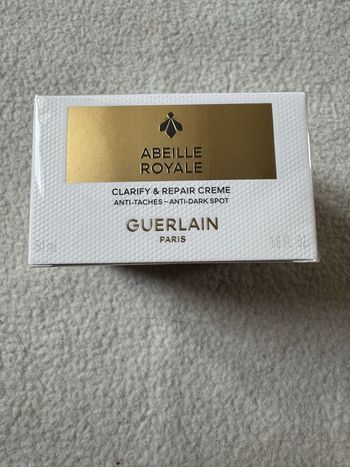 ABEILLE
ROYALE
CLARIFY & REPAIR CREME
ANTI-TACHES – ANTI-DARK SPOT
GUERLAIN
PARIS
50 mL
1.6 FL. OZ.